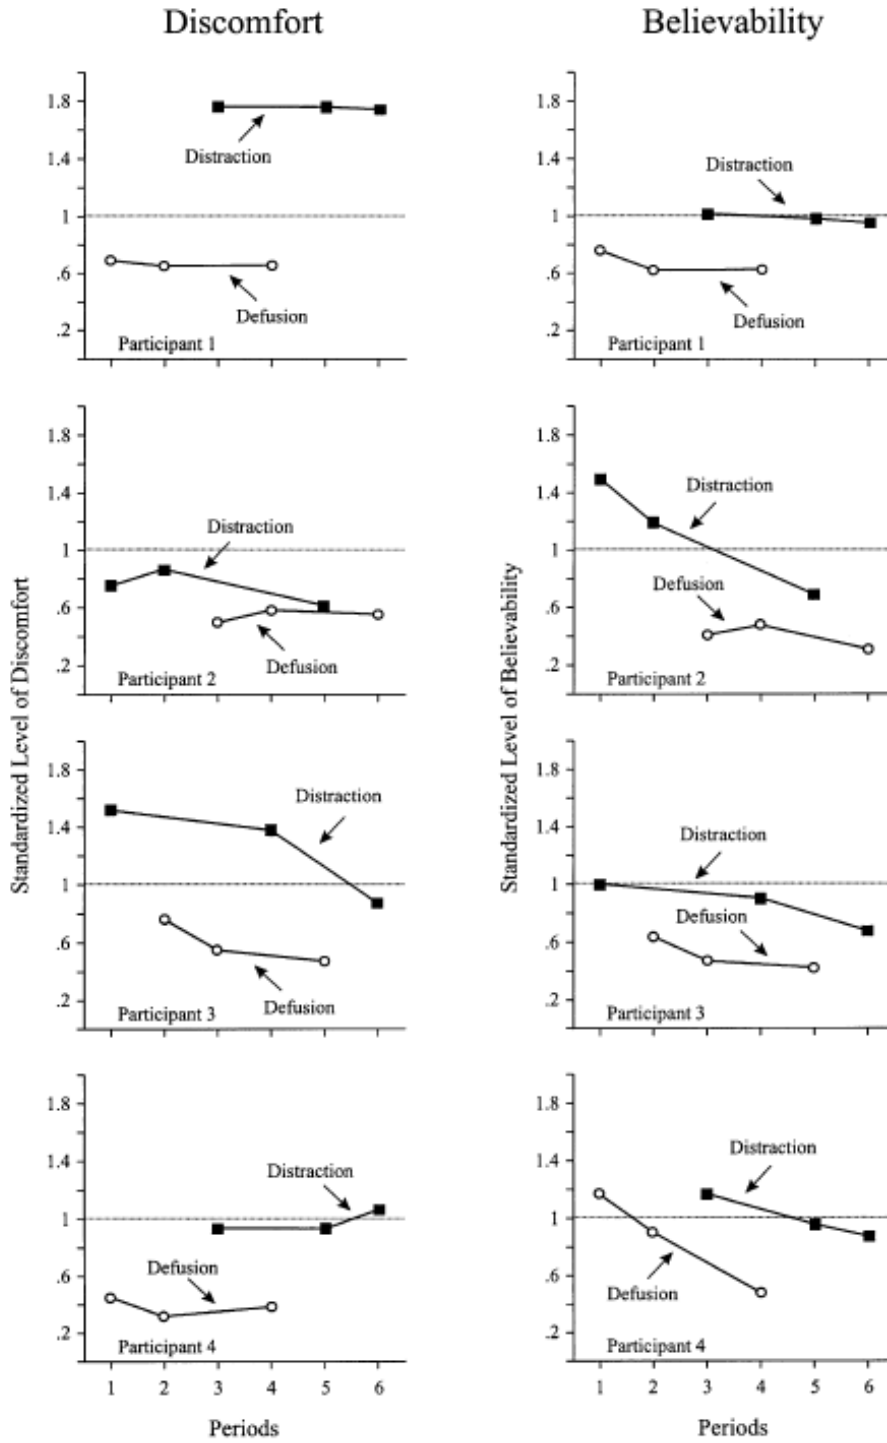 Discomfort
Believability
Standardized Level of Discomfort
1.8
1.4
1
.6
.2
Distraction
Defusion
Participant 1
1.8
1.4
1
.6
.2
Distraction
Defusion
Participant 2
1.8
1.4
1
.6
.2
Distraction
Defusion
Participant 3
1.8
1.4
1
.6
.2
Distraction
Defusion
Participant 4
1 2 3 4 5 6
Periods
Standardized Level of Believability
1.8
1.4
1
.6
.2
Distraction
Defusion
Participant 1
1.8
1.4
1
.6
.2
Distraction
Defusion
Participant 2
1.8
1.4
1
.6
.2
Distraction
Defusion
Participant 3
1.8
1.4
1
.6
.2
Distraction
Defusion
Participant 4
1 2 3 4 5 6
Periods